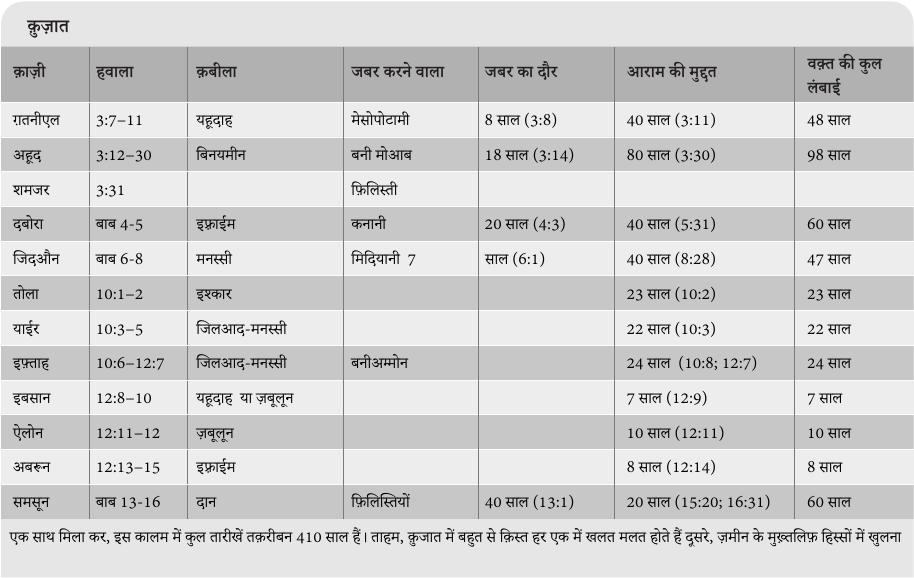 क़ुज़ात
क़ाज़ी हवाला क़बीला जबर करने वाला जबर का दौर आराम की मुद्दत वक़्त की कुल लंबाई
ग़तनीएल 3:7–11 यहूदाह मेसोपोटामी 8 साल (3:8) 40 साल (3:11) 48 साल
अहूद 3:12–30 बिनयमीन बनी मोआब 18 साल (3:14) 80 साल (3:30) 98 साल
शमजर 3:31 फ़िलिस्ती
दबोरा बाब 4-5 इफ़्राईम कनानी 20 साल (4:3) 40 साल (5:31) 60 साल
जिदऔन बाब 6-8 मनस्सी मिदियानी 7 साल (6:1) 40 साल (8:28) 47 साल
तोला 10:1–2 इश्कार 23 साल (10:2) 23 साल
याईर 10:3–5 जिलआद-मनस्सी 22 साल (10:3) 22 साल
इफ़्ताह 10:6–12:7 जिलआद-मनस्सी बनीअम्मोन 24 साल (10:8; 12:7) 24 साल
इबसान 12:8–10 यहूदाह या ज़बूलून 7 साल (12:9) 7 साल
ऐलोन 12:11–12 ज़बूलून 10 साल (12:11) 10 साल
अबरून 12:13–15 इफ़्राईम 8 साल (12:14) 8 साल
समसून बाब 13-16 दान फ़िलिस्तियों 40 साल (13:1) 20 साल (15:20; 16:31) 60 साल
एक साथ मिला कर, इस कालम में कुल तारीखें तक़रीबन 410 साल हैं। ताहम, क़ुजात में बहुत से क़िस्त हर एक में खलत मलत होते हैं दूसरे, ज़मीन के मुख़्तलिफ़ हिस्सों में खुलना